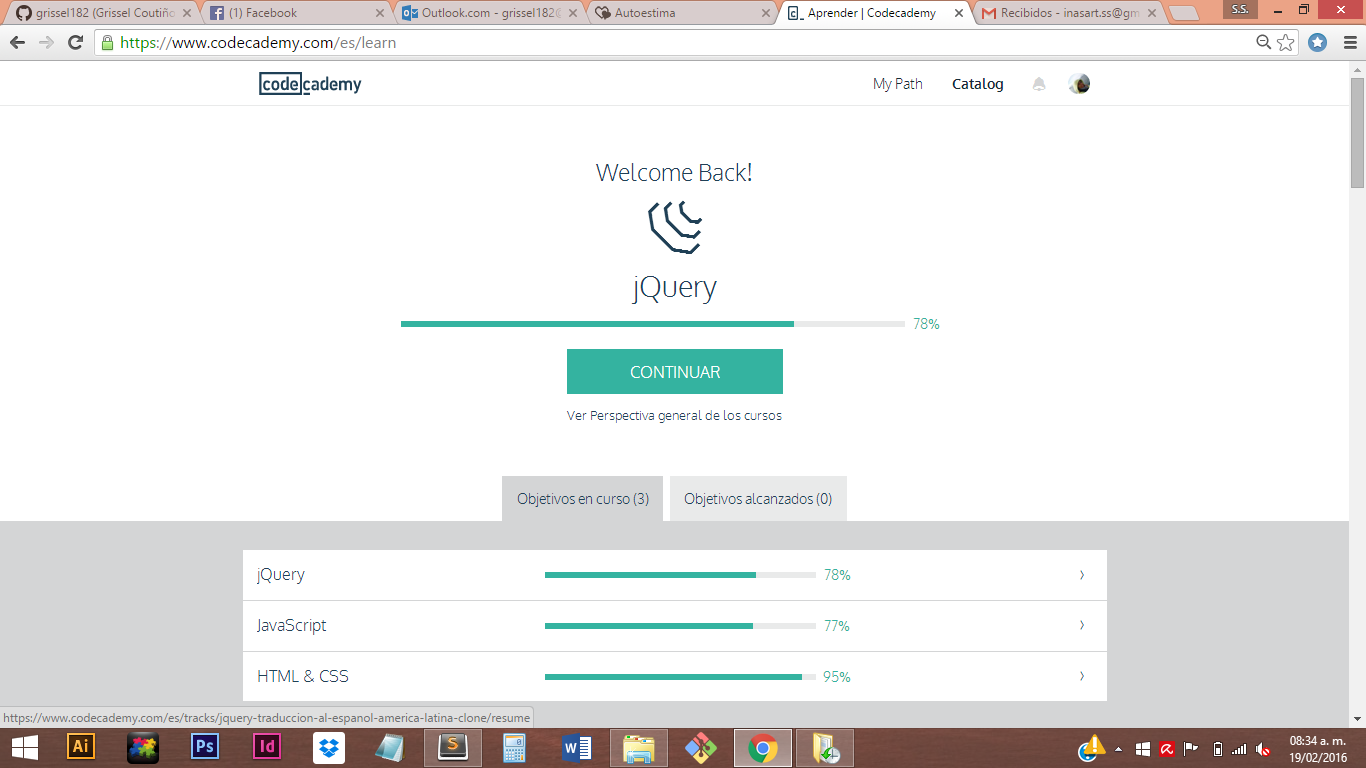 grissel182 (Grissel Coutiño
(1) Facebook
Outlook.com - grissel182@
Autoestima
Aprender | Codecademy
Recibidos - inasart.ss@gm
S.S.
https://www.codecademy.com/es/learn
codecademy
My Path
Catalog
Welcome Back!
jQuery
78%
CONTINUAR
Ver Perspectiva general de los cursos
Objetivos en curso (3)
Objetivos alcanzados (0)
jQuery 78%
JavaScript 77%
HTML & CSS 95%
https://www.codecademy.com/es/tracks/jquery-traduccion-al-espanol-america-latina-clone/resume
Ai
Ps
Id
S
W
08:34 a. m.
19/02/2016